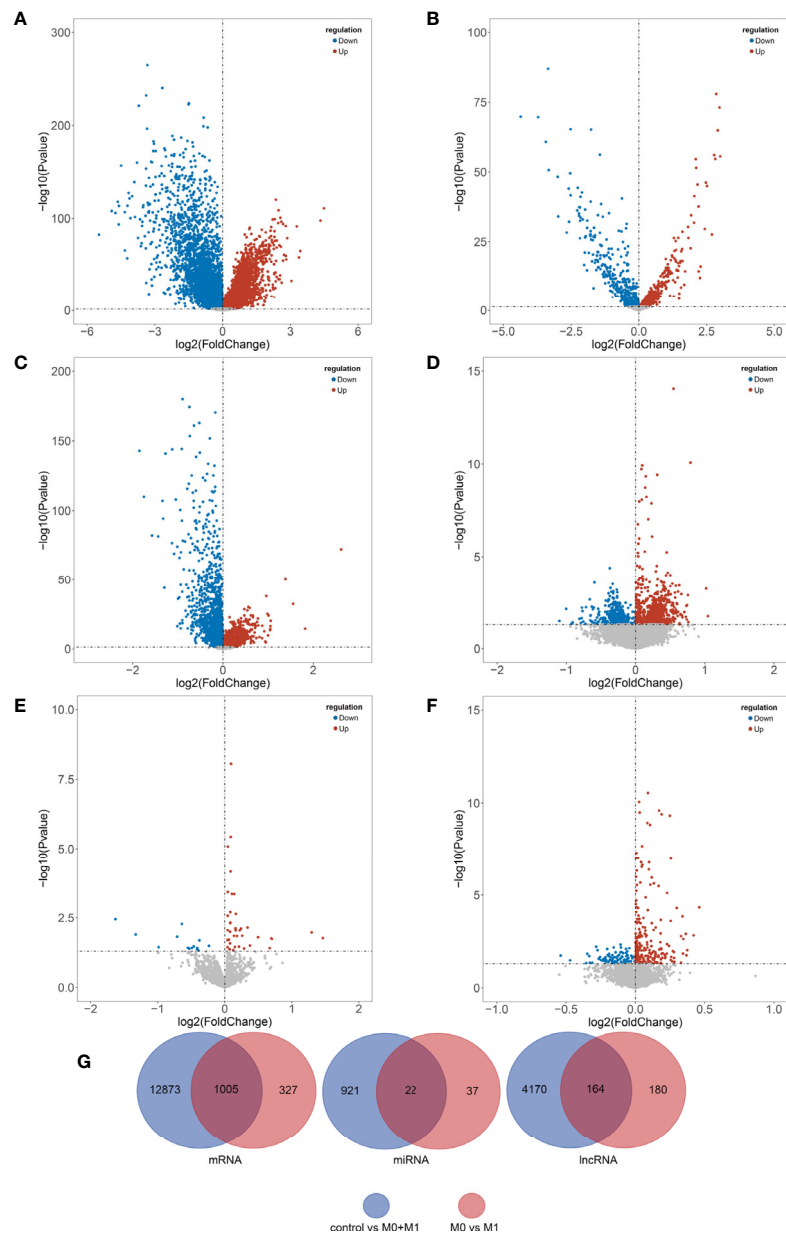 A
regulation
Down
Up
300
200
100
0
−log10(Pvalue)
−6
−3
0
3
6
log2(FoldChange)
B
regulation
Down
Up
100
75
50
25
0
−log10(Pvalue)
−5.0
−2.5
0.0
2.5
5.0
log2(FoldChange)
C
regulation
Down
Up
200
150
100
50
0
−log10(Pvalue)
−2
0
2
log2(FoldChange)
D
regulation
Down
Up
15
10
5
0
−log10(Pvalue)
−2
−1
0
1
2
log2(FoldChange)
E
regulation
Down
Up
10.0
7.5
5.0
2.5
0.0
−log10(Pvalue)
−2
−1
0
1
2
log2(FoldChange)
F
regulation
Down
Up
15
10
5
0
−log10(Pvalue)
−1.0
−0.5
0.0
0.5
1.0
log2(FoldChange)
G
12873
1005
327
mRNA
921
22
37
miRNA
4170
164
180
lncRNA
control vs M0+M1
M0 vs M1